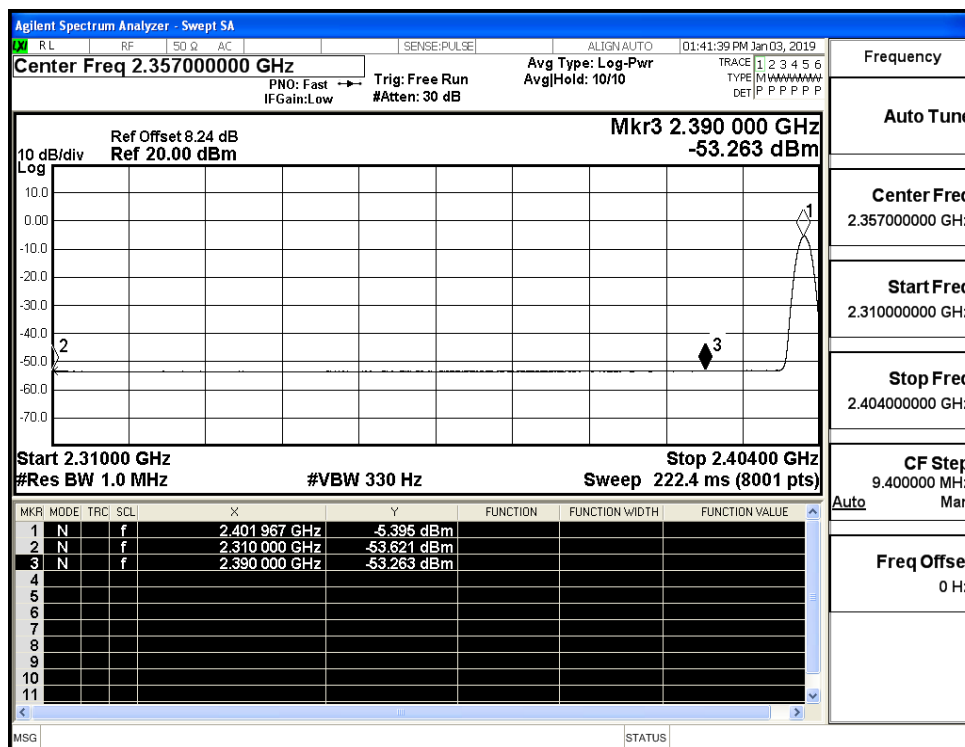 Agilent Spectrum Analyzer - Swept SA
LXI RL RF 50 Ω AC SENSE:PULSE ALIGN AUTO 01:41:39 PM Jan 03, 2019
Center Freq 2.357000000 GHz
PNO: Fast
IFGain:Low
Trig: Free Run
#Atten: 30 dB
Avg Type: Log-Pwr
Avg|Hold: 10/10
TRACE 1 2 3 4 5 6
TYPE M
DET P P P P P P
Frequency
Auto Tune
Center Freq
2.357000000 GHz
Start Freq
2.310000000 GHz
Stop Freq
2.404000000 GHz
CF Step
9.400000 MHz
Auto Man
Freq Offset
0 Hz
Ref Offset 8.24 dB
10 dB/div Ref 20.00 dBm
Log
Mkr3 2.390 000 GHz
-53.263 dBm
10.0
0.00
-10.0
-20.0
-30.0
-40.0
-50.0
-60.0
-70.0
1
2
3
Start 2.31000 GHz Stop 2.40400 GHz
#Res BW 1.0 MHz #VBW 330 Hz Sweep 222.4 ms (8001 pts)
MKR MODE TRC SCL X Y FUNCTION FUNCTION WIDTH FUNCTION VALUE
1 N f 2.401 967 GHz -5.395 dBm
2 N f 2.310 000 GHz -53.621 dBm
3 N f 2.390 000 GHz -53.263 dBm
4
5
6
7
8
9
10
11
MSG STATUS